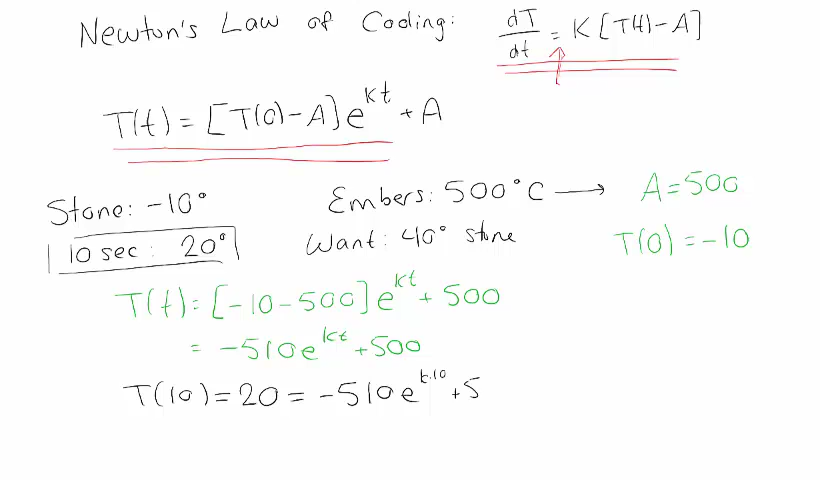 Newton's Law of Cooling: dT/dt = K[T(t) - A]
T(t) = [T(0) - A]e^kt + A
Stone: -10° Embers: 500°C → A = 500
10 sec: 20° Want: 40° stone T(0) = -10
T(t) = [-10 - 500]e^kt + 500
= -510e^kt + 500
T(10) = 20 = -510e^k·10 + 5